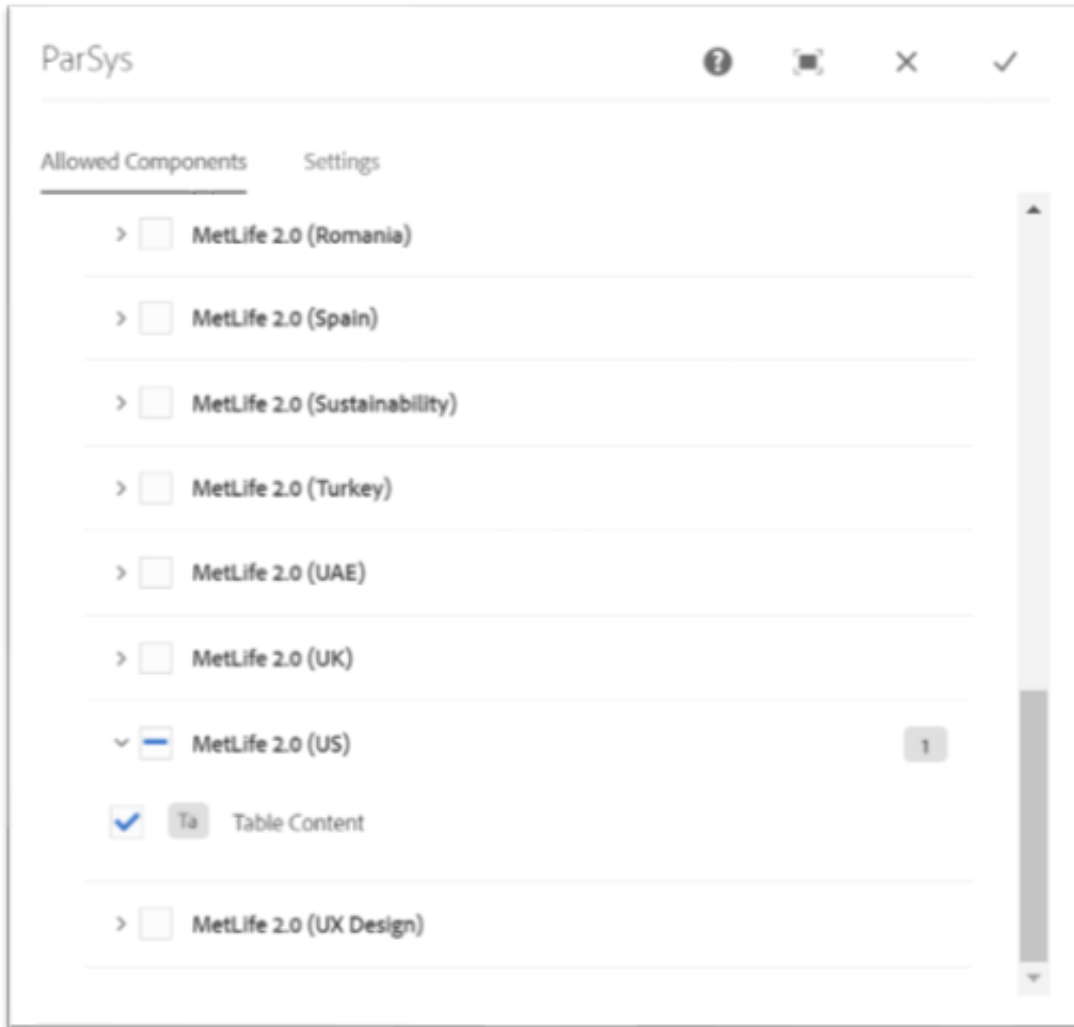 ParSys
Allowed Components Settings
MetLife 2.0 (Romania)
MetLife 2.0 (Spain)
MetLife 2.0 (Sustainability)
MetLife 2.0 (Turkey)
MetLife 2.0 (UAE)
MetLife 2.0 (UK)
MetLife 2.0 (US) 1
Ta Table Content
MetLife 2.0 (UX Design)